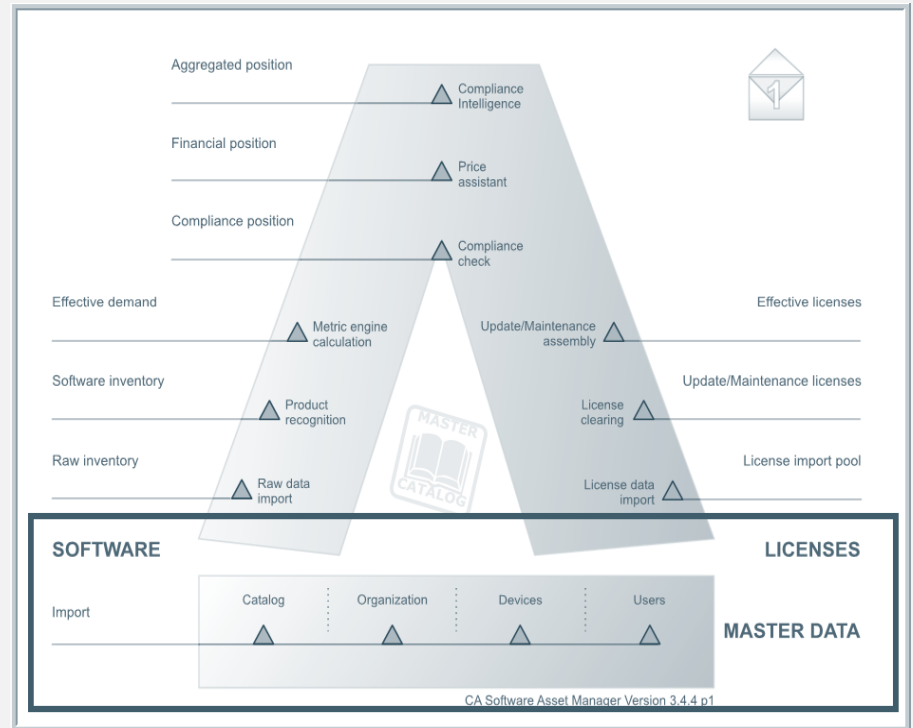 Aggregated position
Compliance
Intelligence
1
Financial position
Price
assistant
Compliance position
Compliance
check
Effective demand
Metric engine
calculation
Update/Maintenance
assembly
Effective licenses
Software inventory
Product
recognition
License
clearing
Update/Maintenance licenses
MASTER
CATALOG
Raw inventory
Raw data
import
License data
import
License import pool
SOFTWARE
LICENSES
Import
Catalog
Organization
Devices
Users
MASTER DATA
CA Software Asset Manager Version 3.4.4 p1